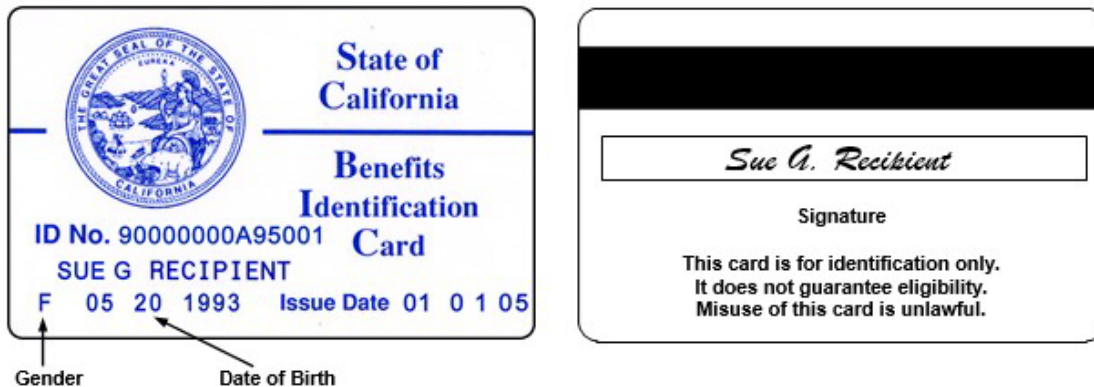 THE GREAT SEAL OF THE STATE OF CALIFORNIA
EUREKA
State of
California
Benefits
Identification
Card
ID No. 90000000A95001
SUE G RECIPIENT
F 05 20 1993 Issue Date 01 0 1 05
Gender
Date of Birth
Sue G. Recipient
Signature
This card is for identification only.
It does not guarantee eligibility.
Misuse of this card is unlawful.